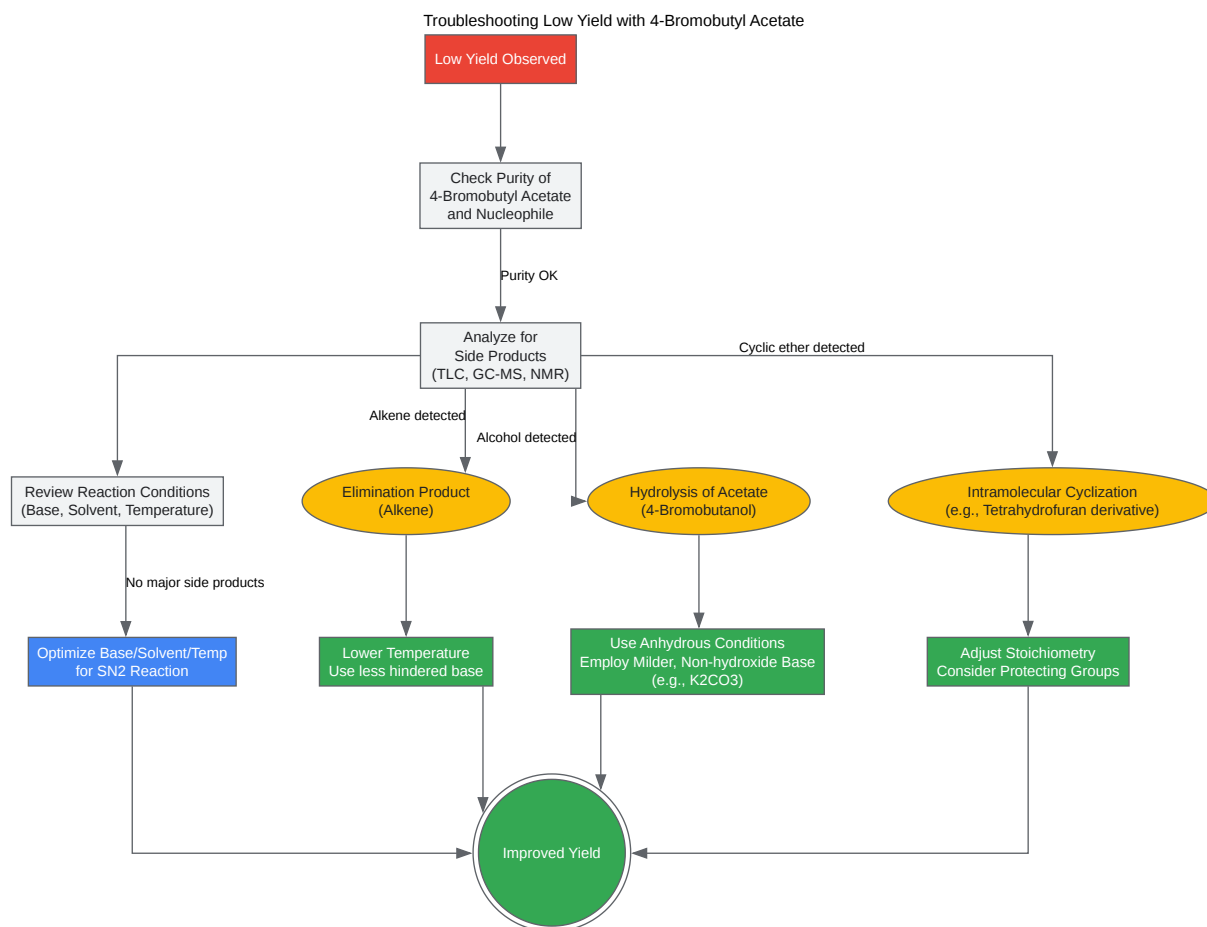 Troubleshooting Low Yield with 4-Bromobutyl Acetate
Low Yield Observed
Check Purity of
4-Bromobutyl Acetate
and Nucleophile
Purity OK
Analyze for
Side Products
(TLC, GC-MS, NMR)
Cyclic ether detected
Alkene detected
Alcohol detected
Review Reaction Conditions
(Base, Solvent, Temperature)
Elimination Product
(Alkene)
Hydrolysis of Acetate
(4-Bromobutanol)
Intramolecular Cyclization
(e.g., Tetrahydrofuran derivative)
No major side products
Optimize Base/Solvent/Temp
for SN2 Reaction
Lower Temperature
Use less hindered base
Use Anhydrous Conditions
Employ Milder, Non-hydroxide Base
(e.g., K2CO3)
Adjust Stoichiometry
Consider Protecting Groups
Improved Yield